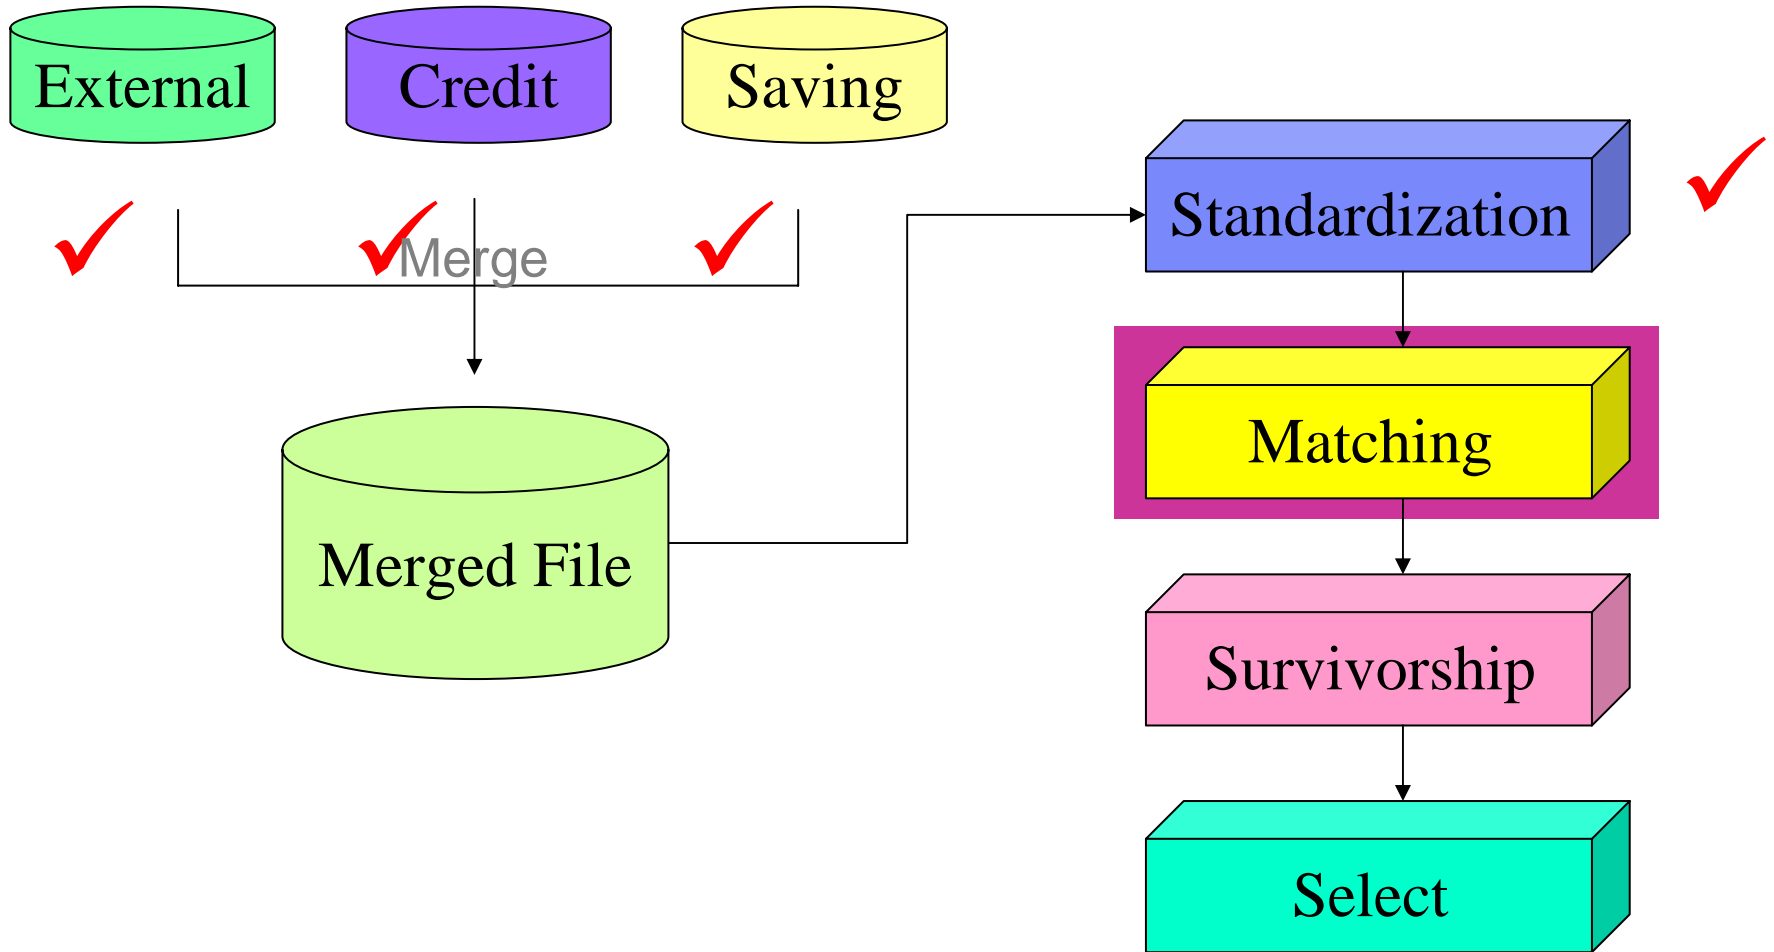 External
Credit
Saving
Merge
Merged File
Standardization
Matching
Survivorship
Select